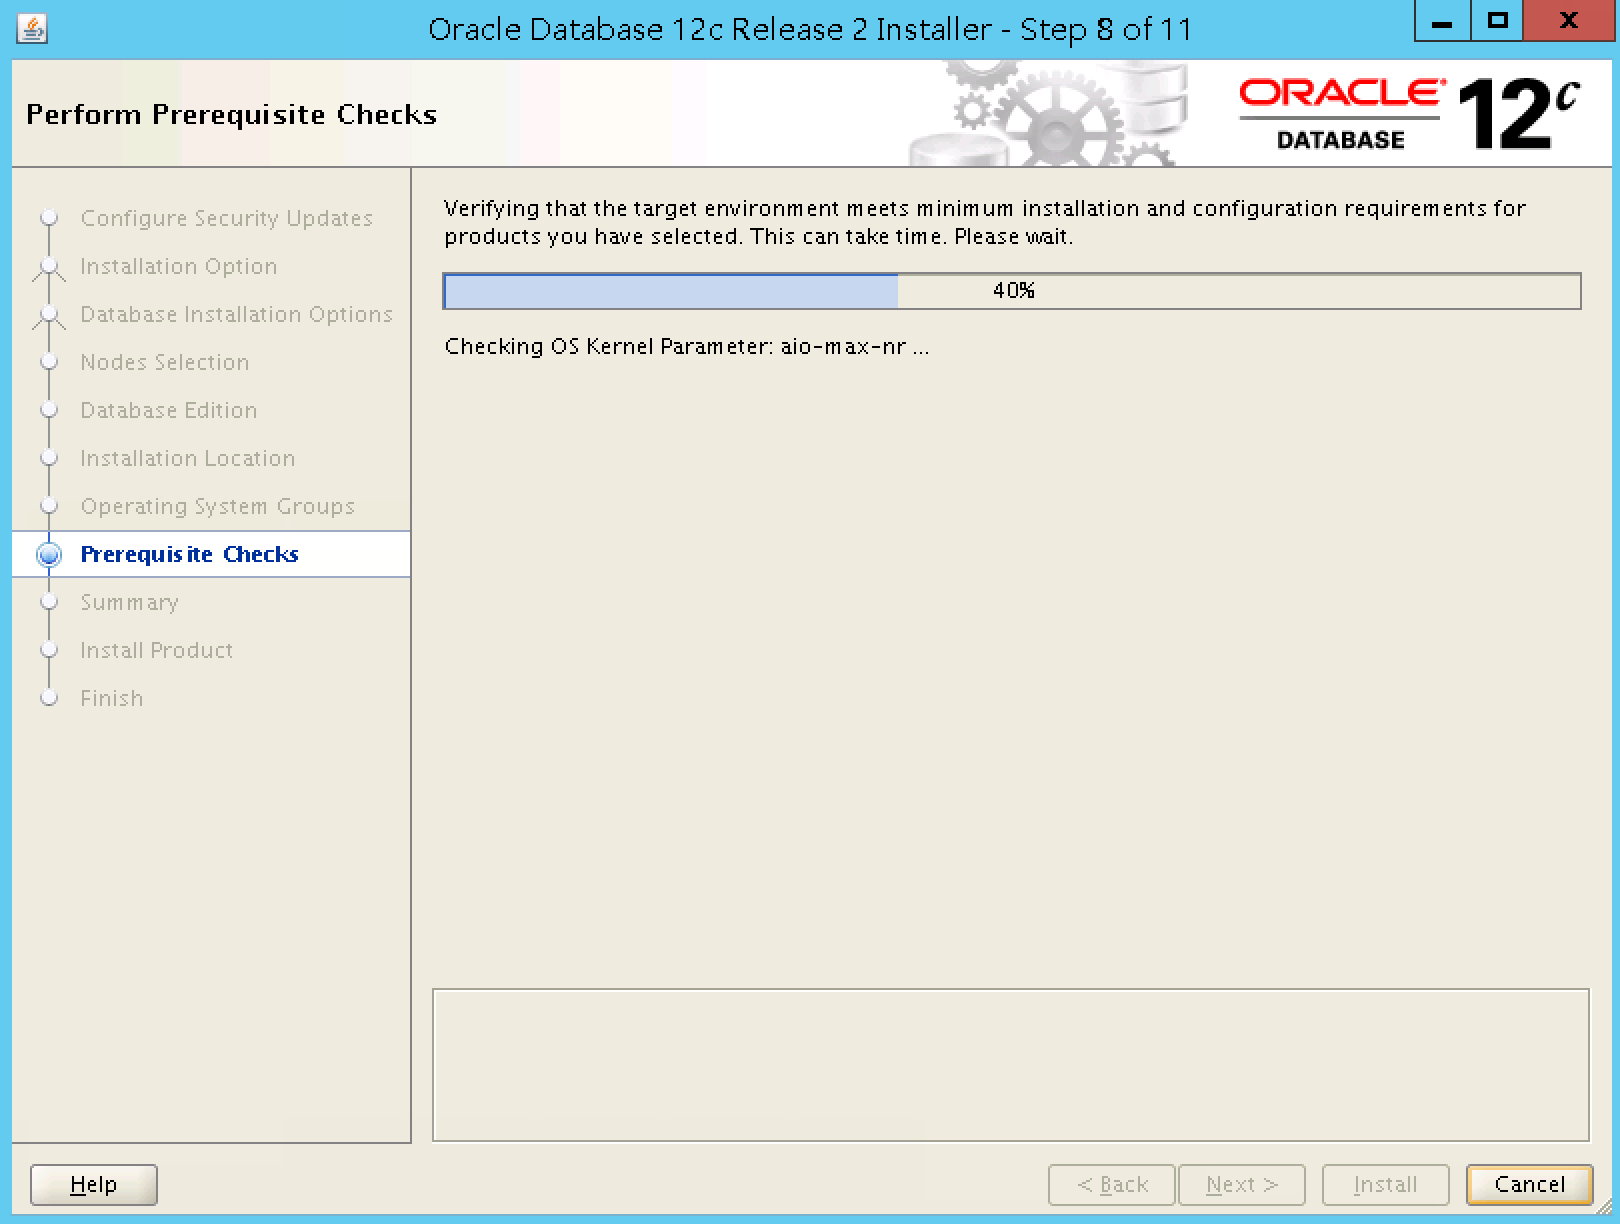 Oracle Database 12c Release 2 Installer - Step 8 of 11
Perform Prerequisite Checks
ORACLE
DATABASE
12c
Configure Security Updates
Installation Option
Database Installation Options
Nodes Selection
Database Edition
Installation Location
Operating System Groups
Prerequisite Checks
Summary
Install Product
Finish
Verifying that the target environment meets minimum installation and configuration requirements for
products you have selected. This can take time. Please wait.
40%
Checking OS Kernel Parameter: aio-max-nr ...
Help
< Back
Next >
Install
Cancel